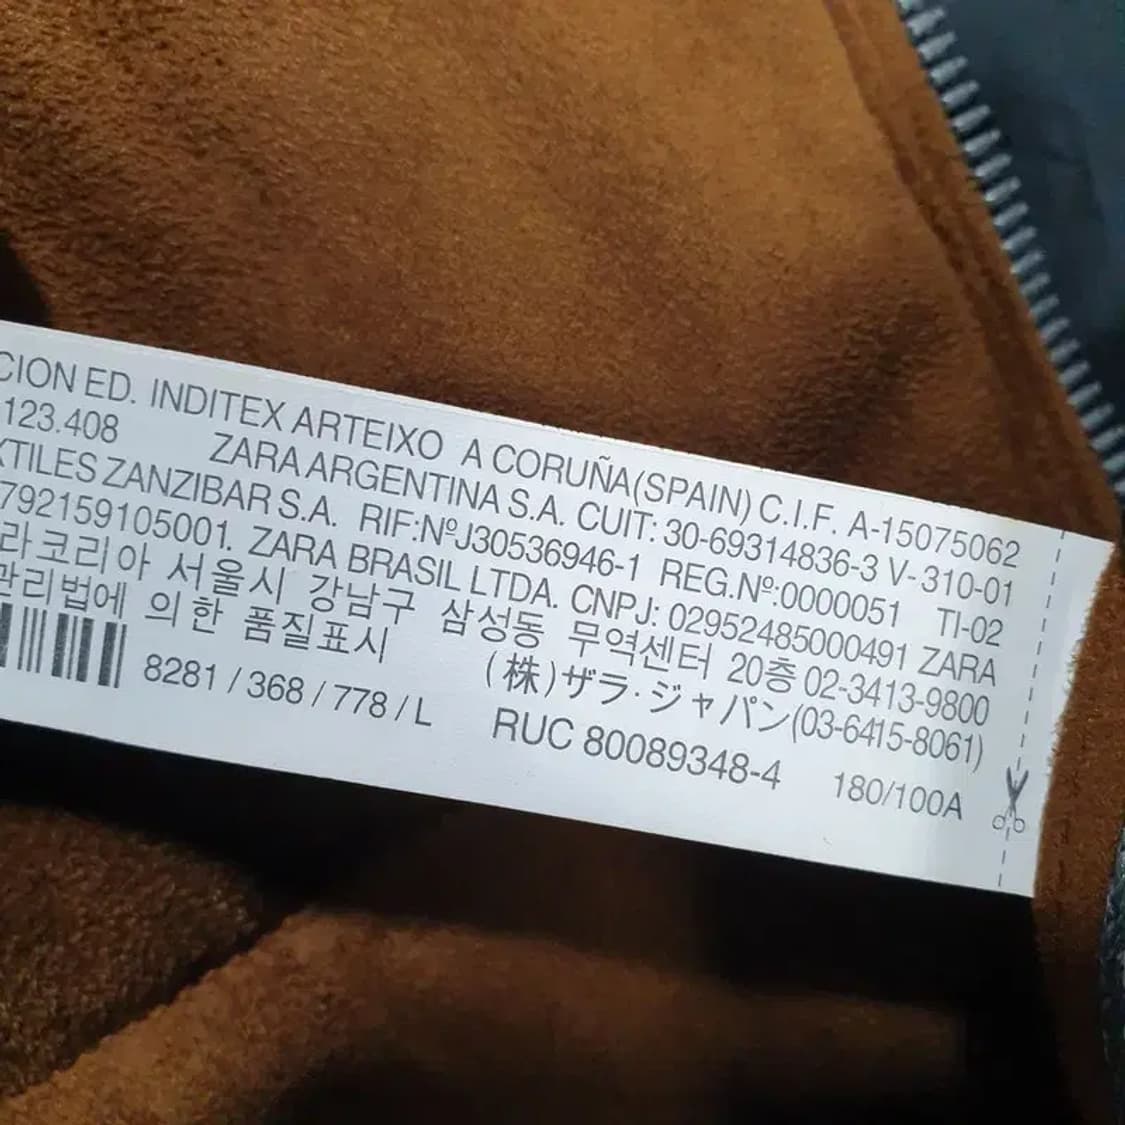 CION ED. INDITEX ARTEIXO A CORUÑA(SPAIN) C.I.F. A-15075062
123.408 ZARA ARGENTINA S.A. CUIT: 30-69314836-3 V-310-01
XTILES ZANZIBAR S.A. RIF:NºJ30536946-1 REG.Nº:0000051 TI-02
792159105001. ZARA BRASIL LTDA. CNPJ: 02952485000491 ZARA
라코리아 서울시 강남구 삼성동 무역센터 20층 02-3413-9800
관리법에 의한 품질표시 (株)ザラ·ジャパン(03-6415-8061)
8281 / 368 / 778 / L RUC 80089348-4 180/100A